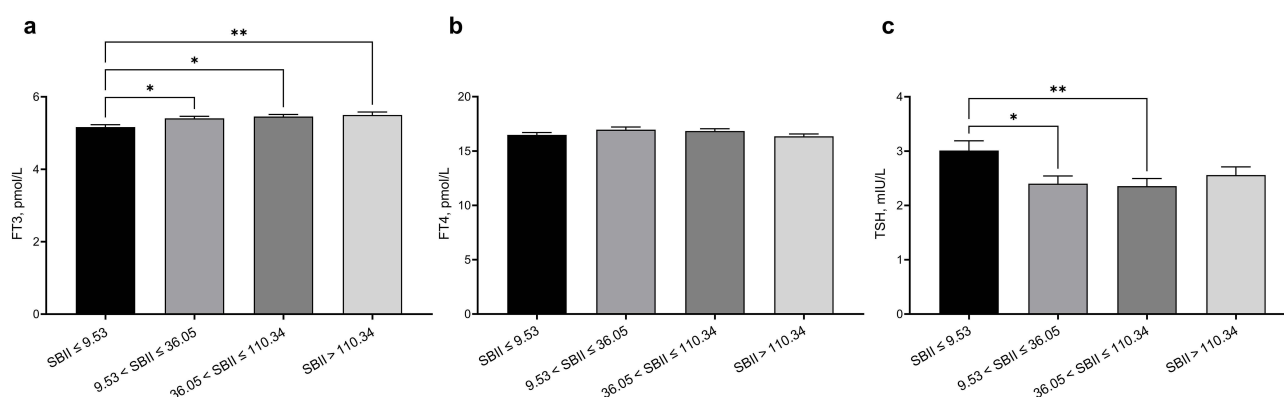 a
**
*
*
FT3, pmol/L
6
4
2
0
SBII ≤ 9.53
9.53 < SBII ≤ 36.05
36.05 < SBII ≤ 110.34
SBII > 110.34
b
FT4, pmol/L
20
15
10
5
0
SBII ≤ 9.53
9.53 < SBII ≤ 36.05
36.05 < SBII ≤ 110.34
SBII > 110.34
c
**
*
TSH, mIU/L
4
3
2
1
0
SBII ≤ 9.53
9.53 < SBII ≤ 36.05
36.05 < SBII ≤ 110.34
SBII > 110.34